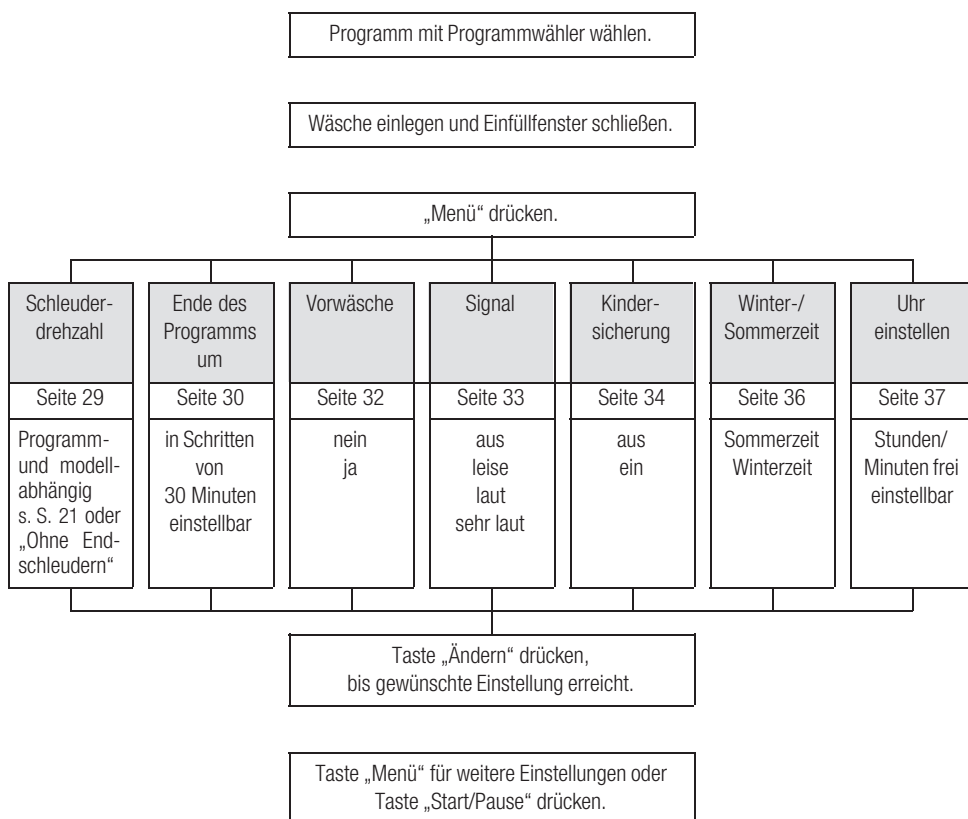 Programm mit Programmwähler wählen.
Wäsche einlegen und Einfüllfenster schließen.
„Menü“ drücken.
Schleuder-
drehzahl
Seite 29
Programm-
und modell-
abhängig
s. S. 21 oder
„Ohne End-
schleudern“
Ende des
Programms
um
Seite 30
in Schritten
von
30 Minuten
einstellbar
Vorwäsche
Seite 32
nein
ja
Signal
Seite 33
aus
leise
laut
sehr laut
Kinder-
sicherung
Seite 34
aus
ein
Winter-/
Sommerzeit
Seite 36
Sommerzeit
Winterzeit
Uhr
einstellen
Seite 37
Stunden/
Minuten frei
einstellbar
Taste „Ändern“ drücken,
bis gewünschte Einstellung erreicht.
Taste „Menü“ für weitere Einstellungen oder
Taste „Start/Pause“ drücken.